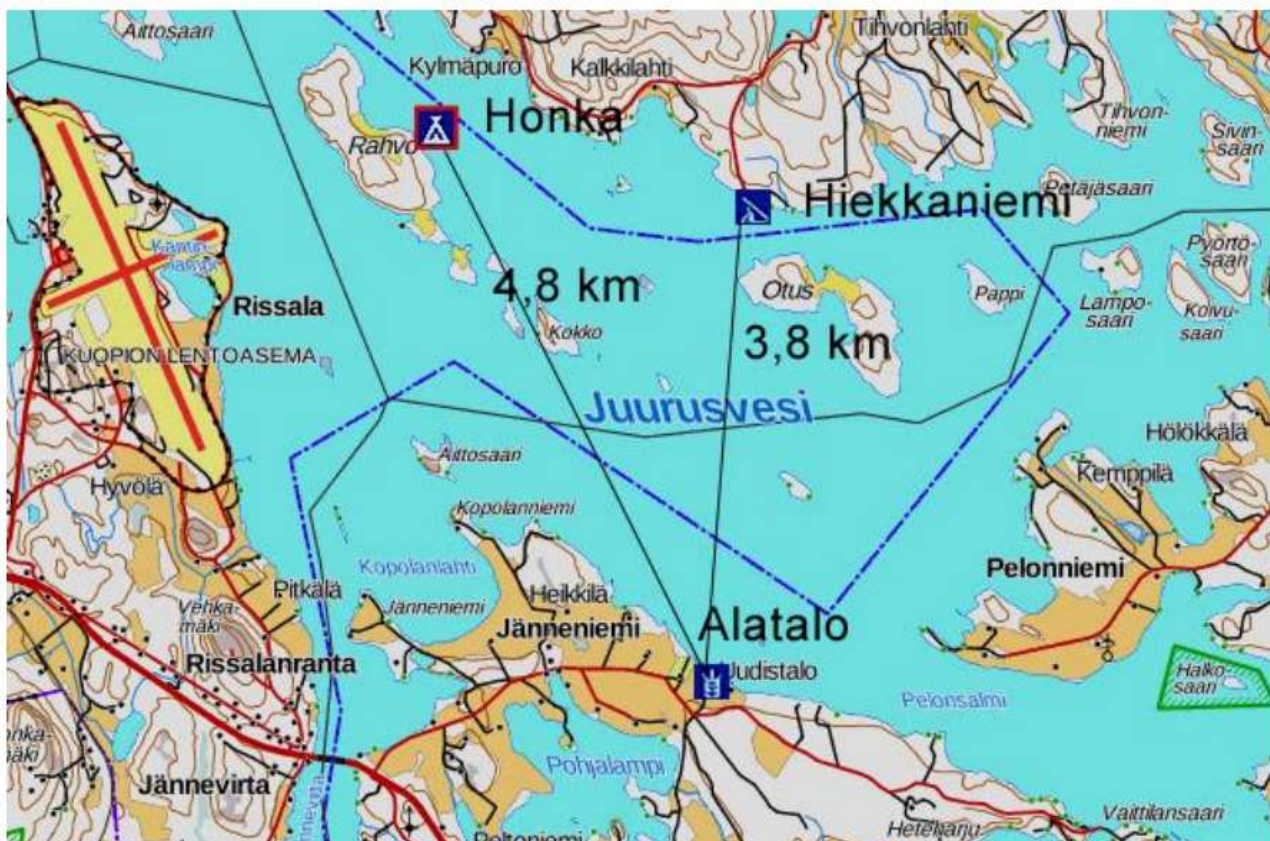 Aittosaari
Kylmäpuro
Kalkkilahti
Tihvonlahti
Honka
Rahvo
Tihvon-
niemi
Sivin-
saari
Petäjäsaari
Hiekkaniemi
Rissala
4,8 km
Otus
Pappi
Lampo-
saari
Pyörtö-
saari
Koivu-
saari
Kokko
3,8 km
KUOPION LENTOASEMA
Juurusvesi
Aittosaari
Hölökkälä
Kemppilä
Hyvölä
Kopolanniemi
Kopolanlahti
Pelonniemi
Pitkälä
Jänneniemi
Heikkilä
Vehka-
mäki
Jänneniemi
Alatalo
Rissalanranta
Uudistalo
Halko-
saari
Pelonsalmi
Jännevirta
Pohjalampi
Vaittilansaari
Heteharju